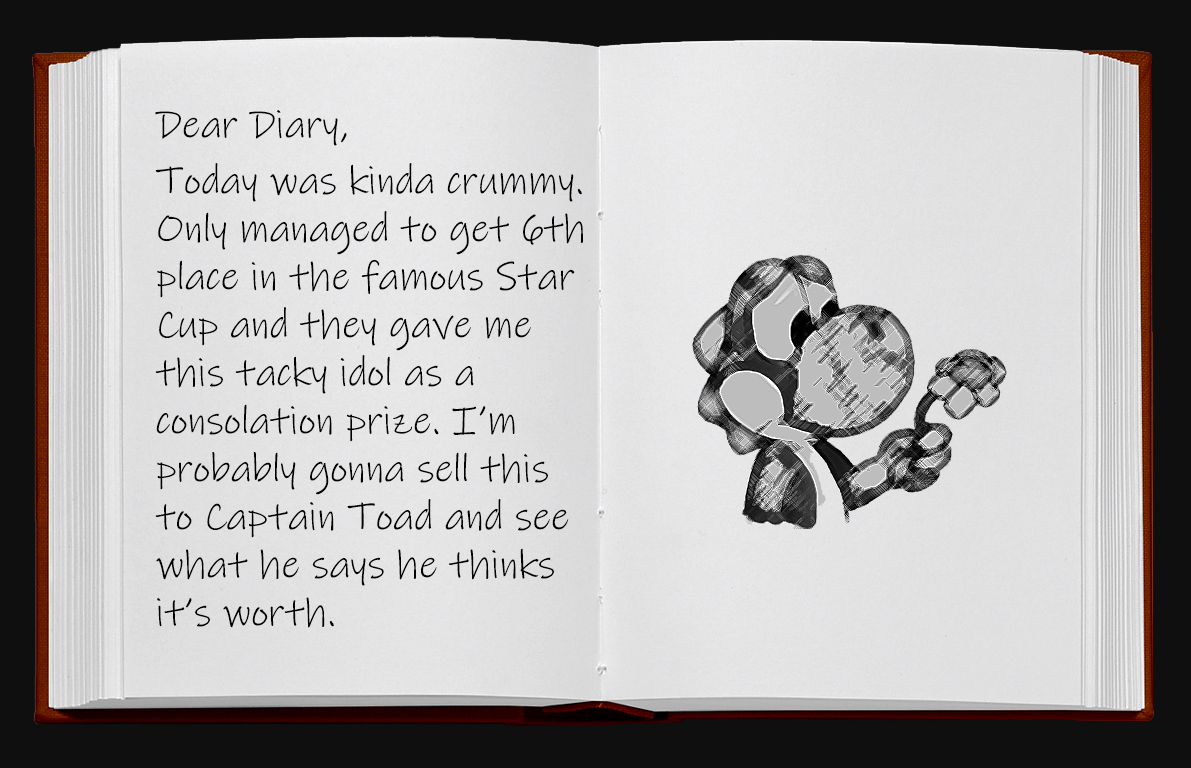 Dear Diary,
Today was kinda crummy.
Only managed to get 6th
place in the famous Star
Cup and they gave me
this tacky idol as a
consolation prize. I'm
probably gonna sell this
to Captain Toad and see
what he says he thinks
it's worth.